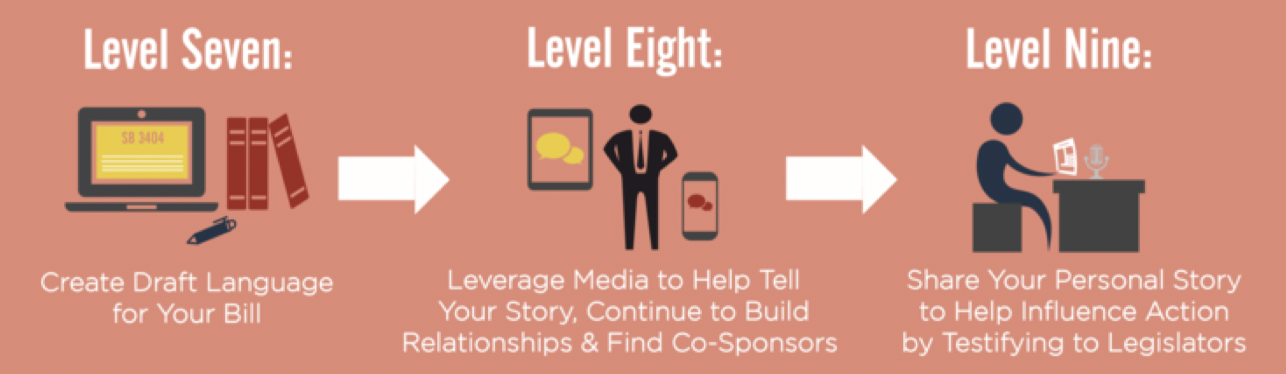 Level Seven:
SB 3404
Create Draft Language
for Your Bill
Level Eight:
Leverage Media to Help Tell
Your Story, Continue to Build
Relationships & Find Co-Sponsors
Level Nine:
Share Your Personal Story
to Help Influence Action
by Testifying to Legislators